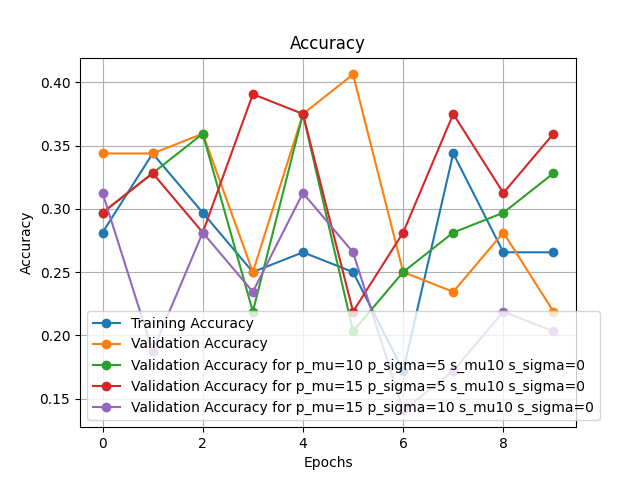 Accuracy
0.40
0.35
0.30
0.25
0.20
0.15
Accuracy
Training Accuracy
Validation Accuracy
Validation Accuracy for p_mu=10 p_sigma=5 s_mu10 s_sigma=0
Validation Accuracy for p_mu=15 p_sigma=5 s_mu10 s_sigma=0
Validation Accuracy for p_mu=15 p_sigma=10 s_mu10 s_sigma=0
0 2 4 6 8
Epochs